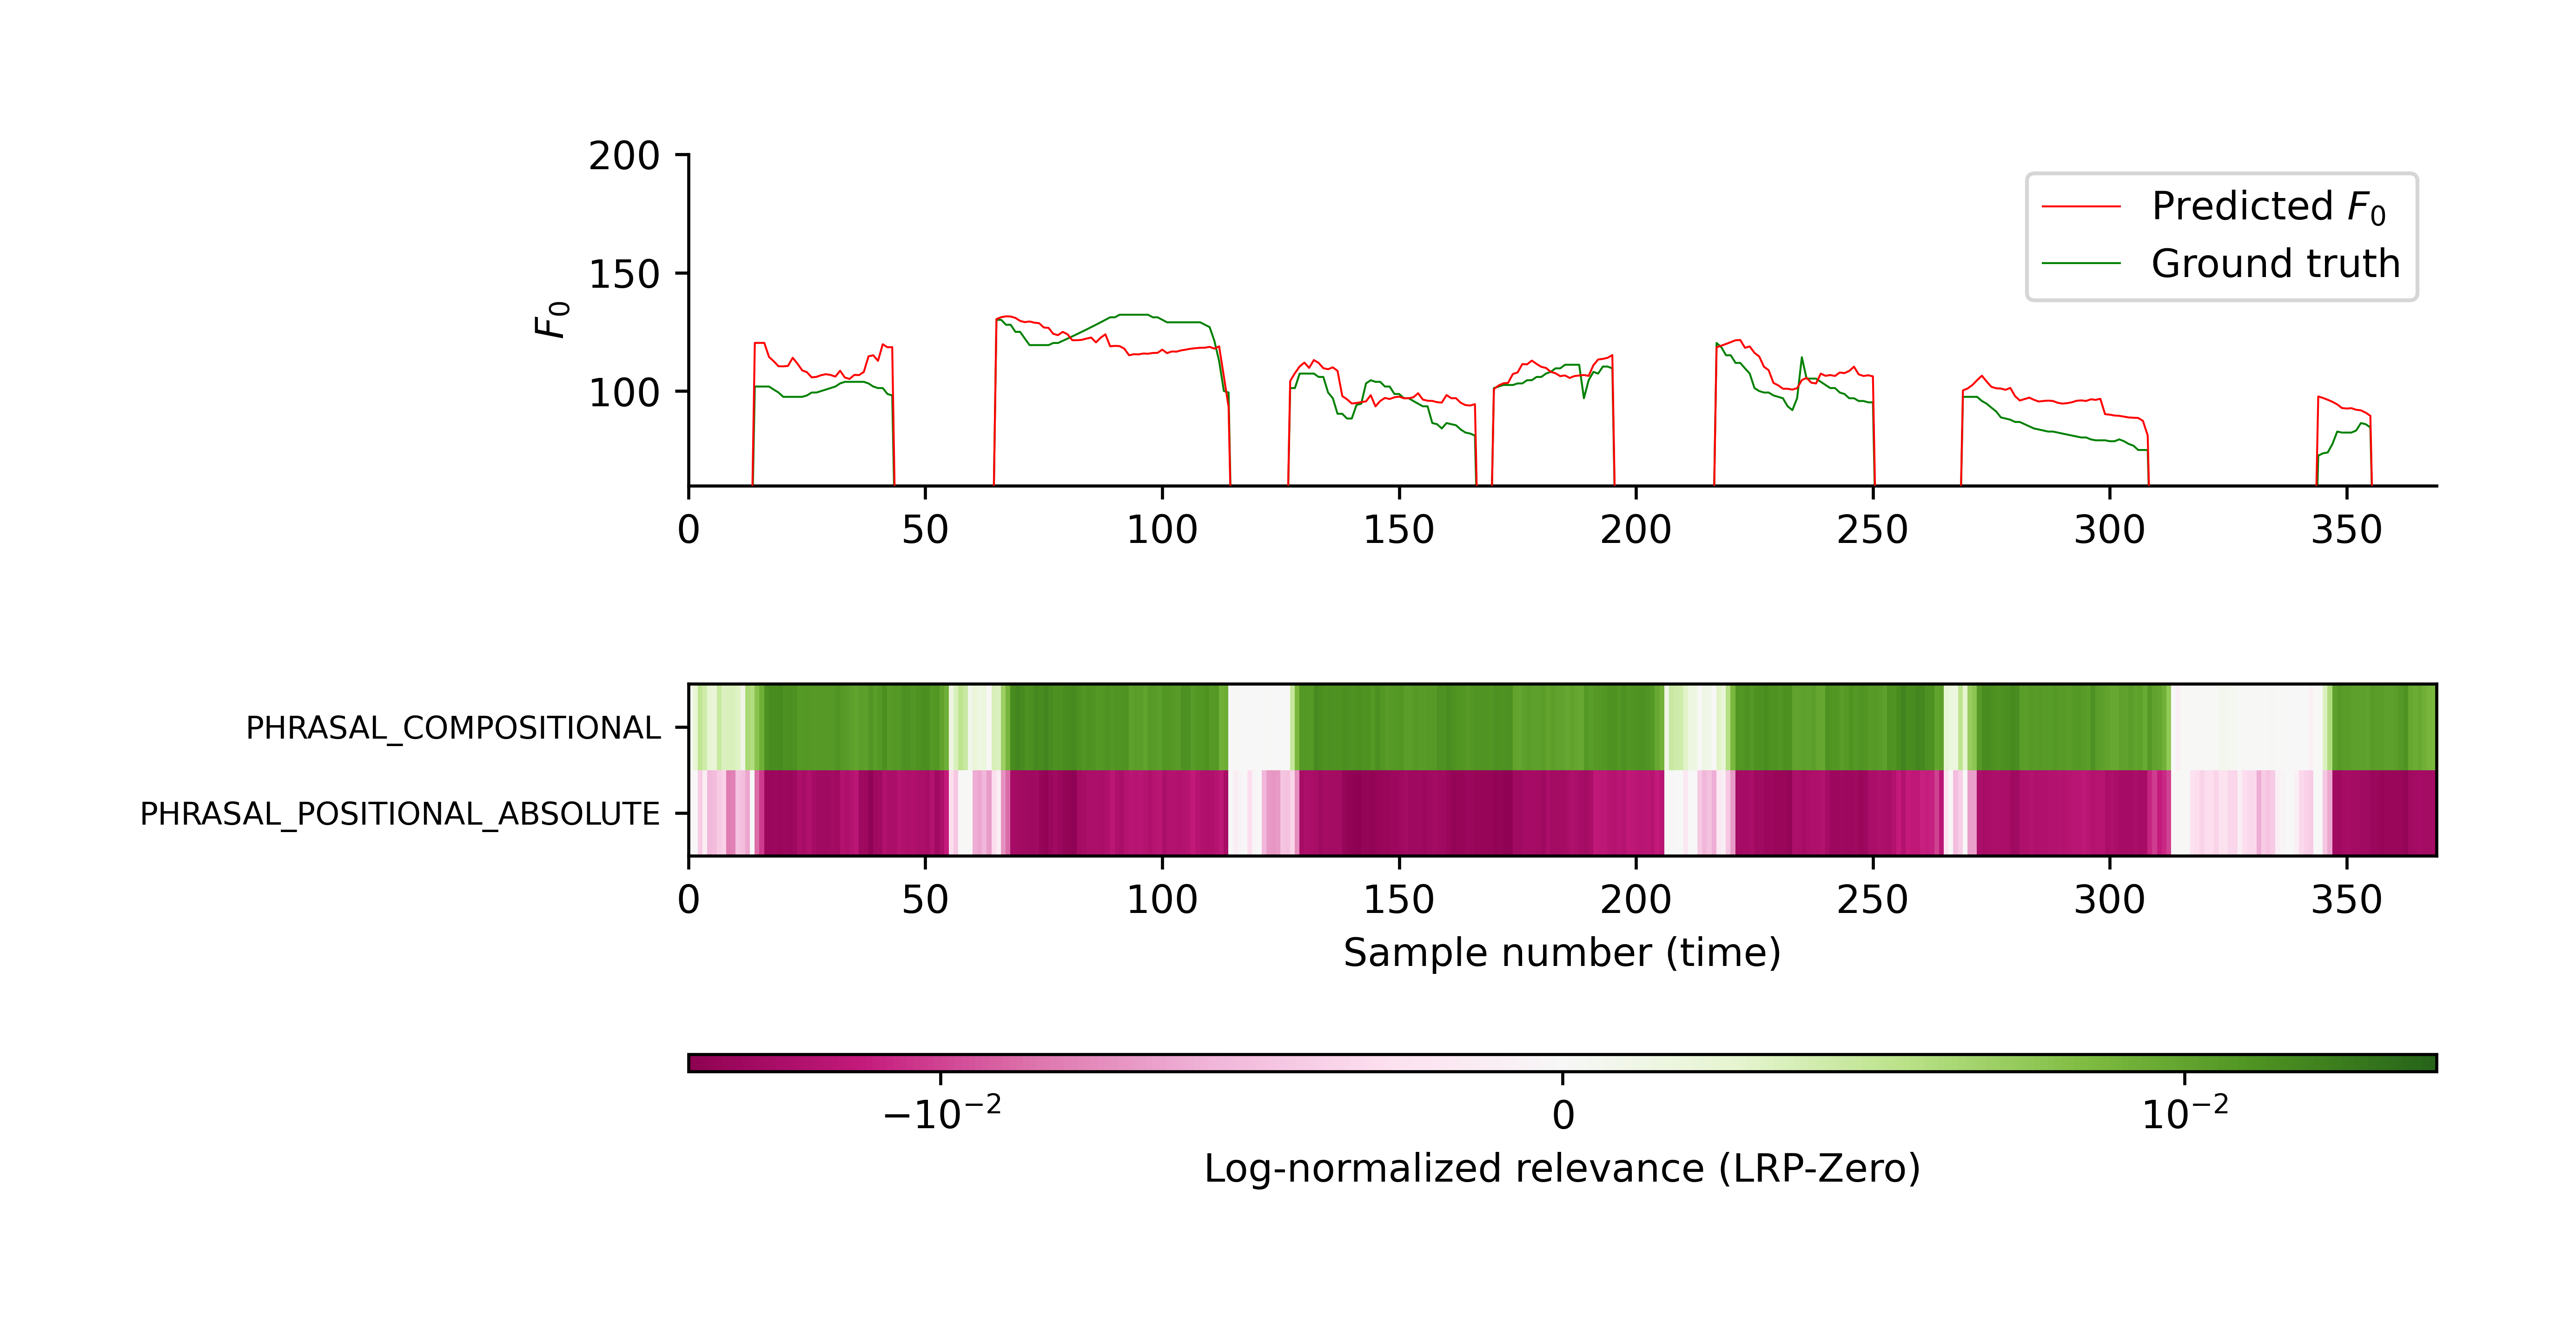 200
150
100
F₀
Predicted F₀
Ground truth
0 50 100 150 200 250 300 350
PHRASAL_COMPOSITIONAL
PHRASAL_POSITIONAL_ABSOLUTE
0 50 100 150 200 250 300 350
Sample number (time)
−10⁻² 0 10⁻²
Log-normalized relevance (LRP-Zero)